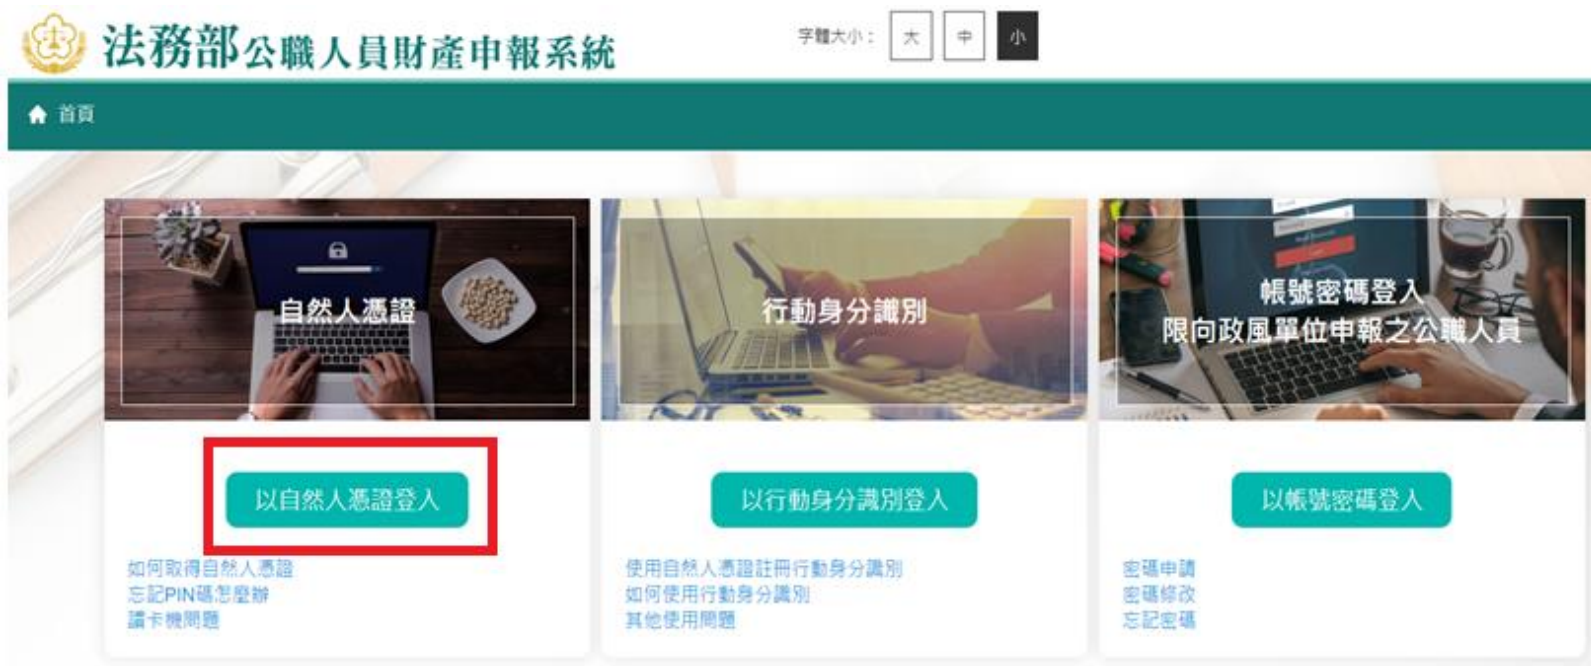 法務部公職人員財產申報系統
字體大小：
大
中
小
首頁
自然人憑證
以自然人憑證登入
如何取得自然人憑證
忘記PIN碼怎麼辦
讀卡機問題
行動身分識別
以行動身分識別登入
使用自然人憑證註冊行動身分識別
如何使用行動身分識別
其他使用問題
帳號密碼登入
限向政風單位申報之公職人員
以帳號密碼登入
密碼申請
密碼修改
忘記密碼